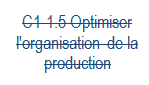 C1-1.5 Optimiser
l'organisation de la
production